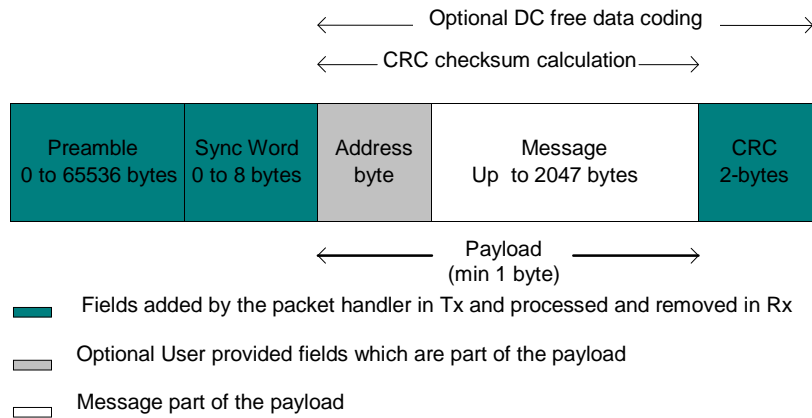 Optional DC free data coding
CRC checksum calculation
Preamble
0 to 65536 bytes
Sync Word
0 to 8 bytes
Address
byte
Message
Up to 2047 bytes
CRC
2-bytes
Payload
(min 1 byte)
Fields added by the packet handler in Tx and processed and removed in Rx
Optional User provided fields which are part of the payload
Message part of the payload